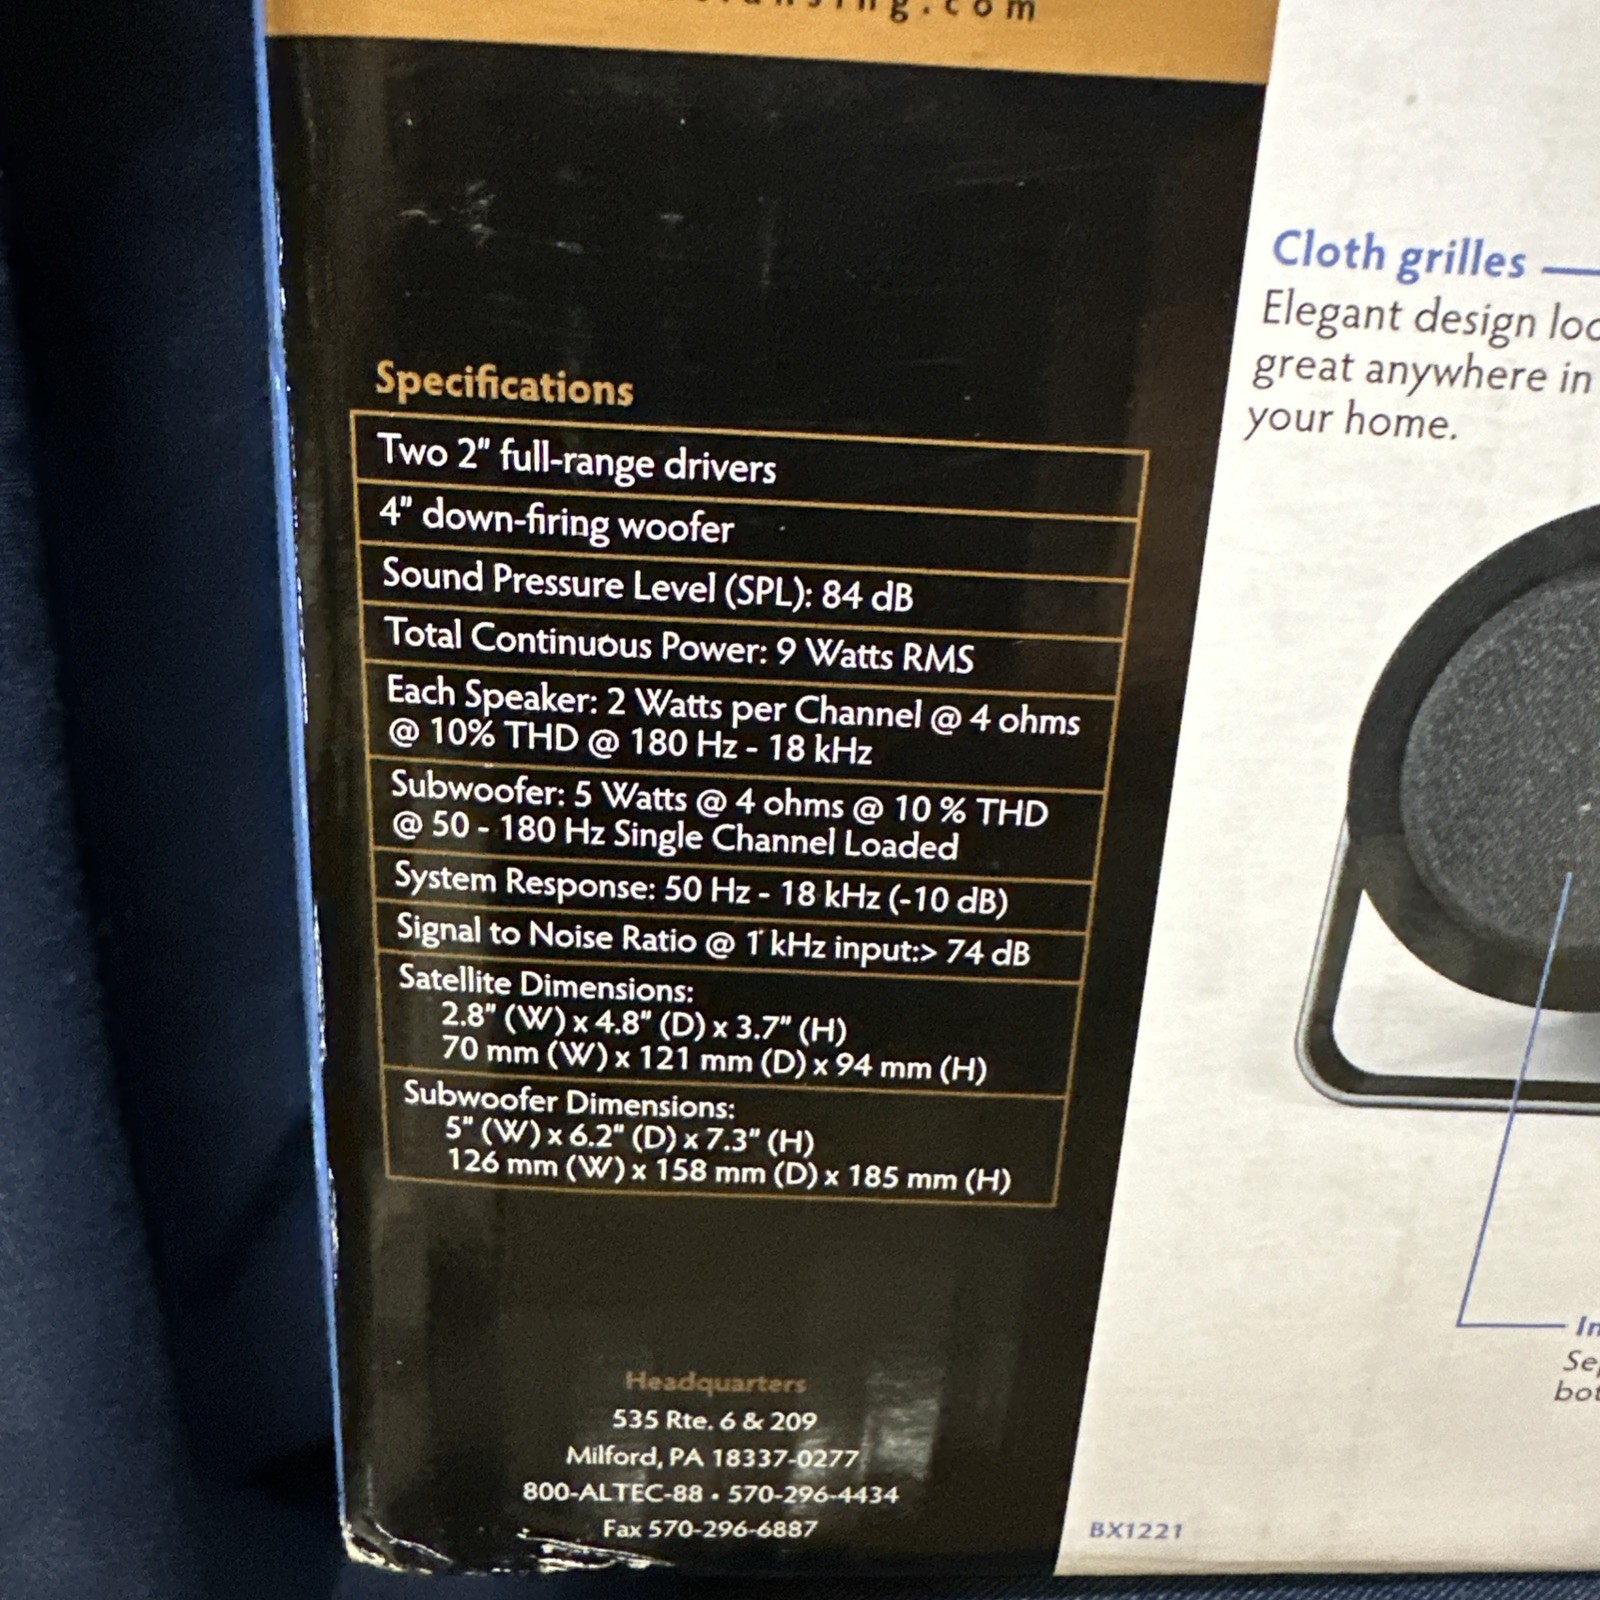 Specifications
Two 2" full-range drivers
4" down-firing woofer
Sound Pressure Level (SPL): 84 dB
Total Continuous Power: 9 Watts RMS
Each Speaker: 2 Watts per Channel @ 4 ohms
@ 10% THD @ 180 Hz - 18 kHz
Subwoofer: 5 Watts @ 4 ohms @ 10 % THD
@ 50 - 180 Hz Single Channel Loaded
System Response: 50 Hz - 18 kHz (-10 dB)
Signal to Noise Ratio @ 1 kHz input:> 74 dB
Satellite Dimensions:
2.8" (W) x 4.8" (D) x 3.7" (H)
70 mm (W) x 121 mm (D) x 94 mm (H)
Subwoofer Dimensions:
5" (W) x 6.2" (D) x 7.3" (H)
126 mm (W) x 158 mm (D) x 185 mm (H)
Headquarters
535 Rte. 6 & 209
Milford, PA 18337-0277
800-ALTEC-88 • 570-296-4434
Fax 570-296-6887
Cloth grilles
Elegant design
great anywhere in
your home.
BX1221